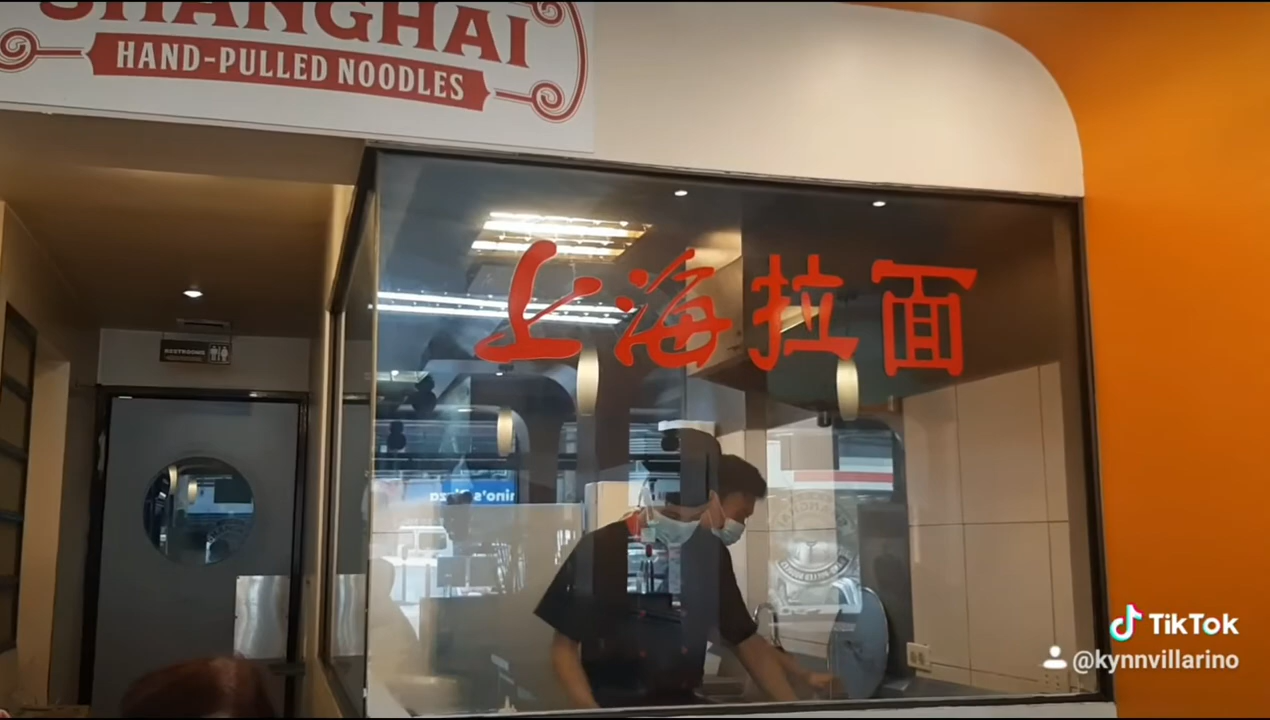 SHANGHAI
HAND-PULLED NOODLES
上海拉面
RESTROOMS
TikTok
@kynnvillarino